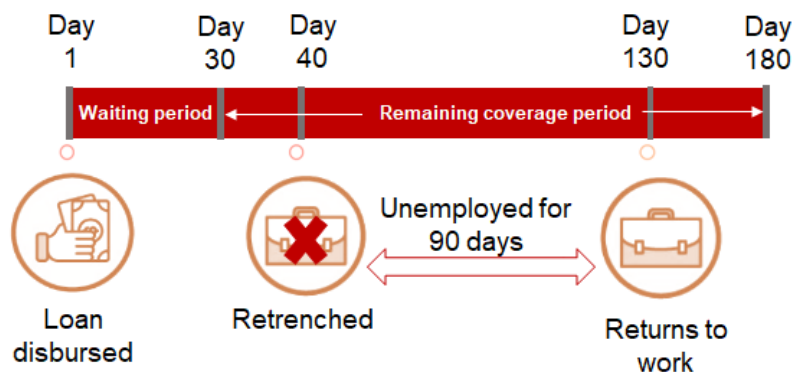 Day
1
Day
30
Day
40
Day
130
Day
180
Waiting period
Remaining coverage period
Unemployed for
90 days
Loan
disbursed
Retrenched
Returns to
work